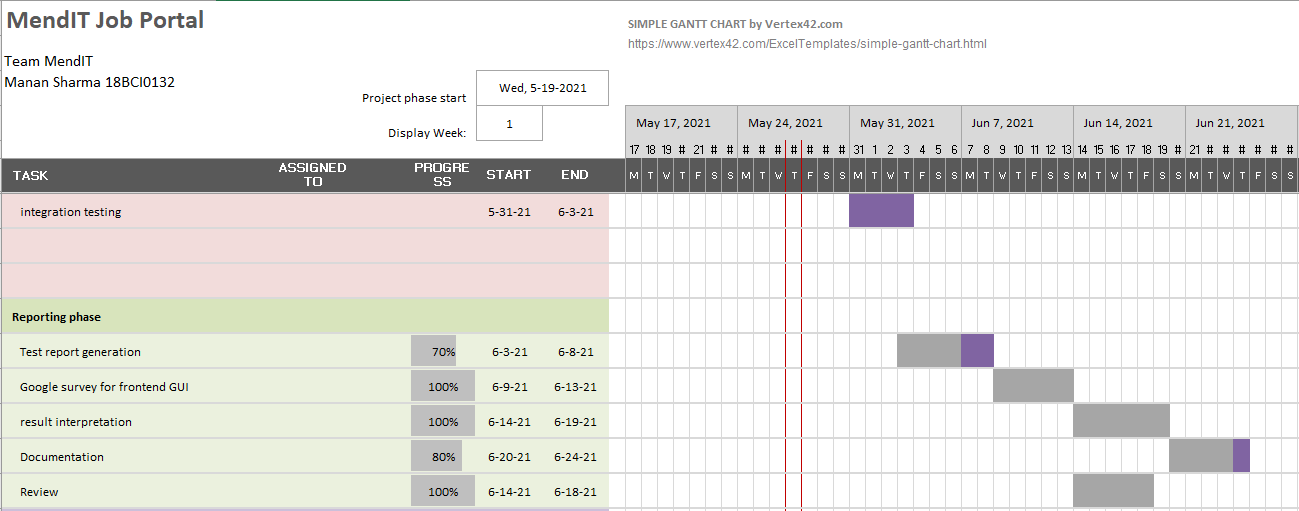 MendIT Job Portal
SIMPLE GANTT CHART by Vertex42.com
https://www.vertex42.com/ExcelTemplates/simple-gantt-chart.html
Team MendIT
Manan Sharma 18BCI0132
Project phase start Wed, 5-19-2021
Display Week: 1
May 17, 2021 May 24, 2021 May 31, 2021 Jun 7, 2021 Jun 14, 2021 Jun 21, 2021
17 18 19 # 21 # # # # # # # # # 31 1 2 3 4 5 6 7 8 9 10 11 12 13 14 15 16 17 18 19 # 21 # # # # # #
TASK ASSIGNED TO PROGRESS START END M T W T F S S M T W T F S S M T W T F S S M T W T F S S M T W T F S S M T W T F S S
integration testing 5-31-21 6-3-21
Reporting phase
Test report generation 70% 6-3-21 6-8-21
Google survey for frontend GUI 100% 6-9-21 6-13-21
result interpretation 100% 6-14-21 6-19-21
Documentation 80% 6-20-21 6-24-21
Review 100% 6-14-21 6-18-21